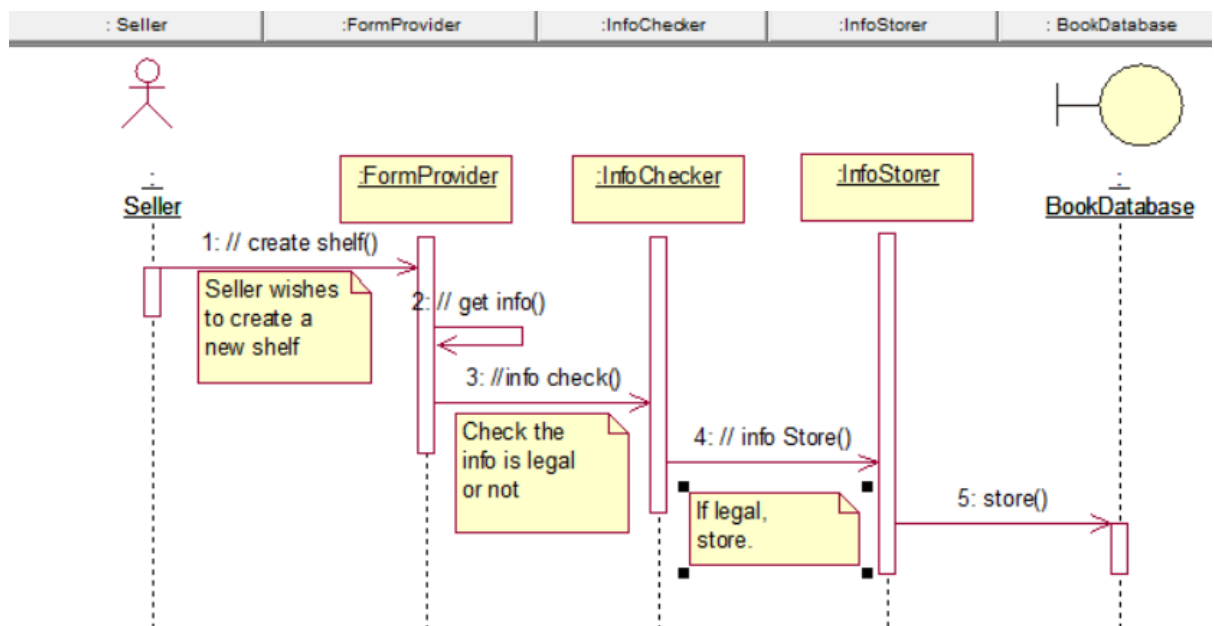 : Seller
:FormProvider
:InfoChecker
:InfoStorer
: BookDatabase
:FormProvider
:InfoChecker
:InfoStorer
:
Seller
:
BookDatabase
1: // create shelf()
Seller wishes
to create a
new shelf
2: // get info()
3: //info check()
Check the
info is legal
or not
4: // info Store()
If legal,
store.
5: store()